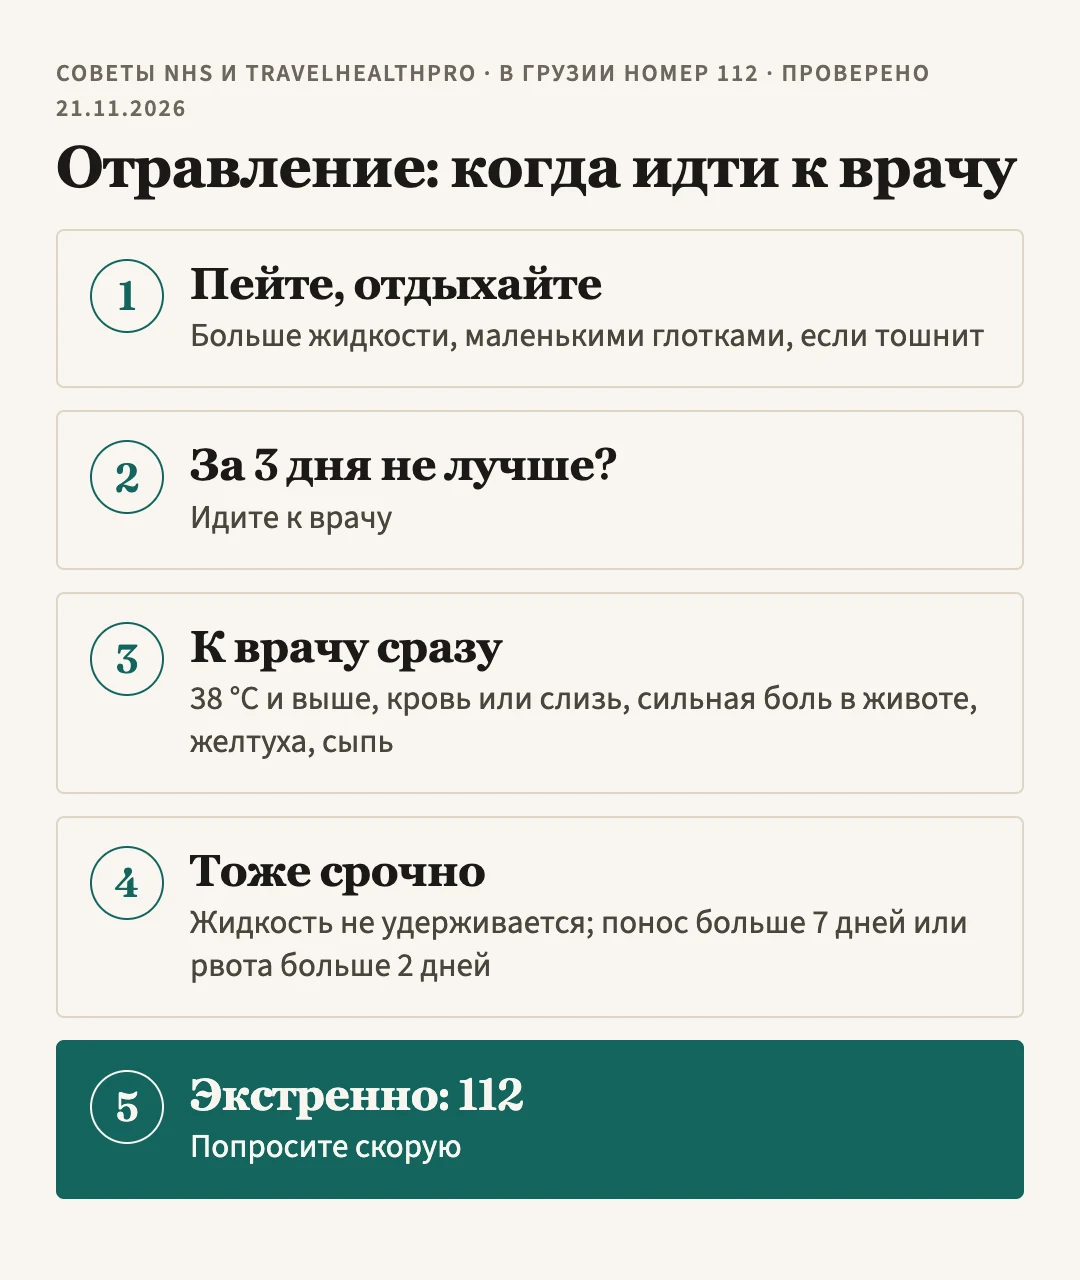 СОВЕТЫ NHS И TRAVELHEALTHPRO · В ГРУЗИИ НОМЕР 112 · ПРОВЕРЕНО
21.11.2026
Отравление: когда идти к врачу
1
Пейте, отдыхайте
Больше жидкости, маленькими глотками, если тошнит
2
За 3 дня не лучше?
Идите к врачу
3
К врачу сразу
38 °C и выше, кровь или слизь, сильная боль в животе,
желтуха, сыпь
4
Тоже срочно
Жидкость не удерживается; понос больше 7 дней или
рвота больше 2 дней
5
Экстренно: 112
Попросите скорую